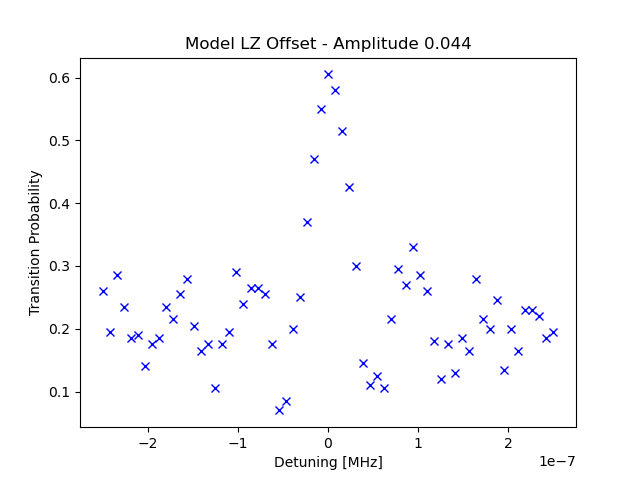 Model LZ Offset - Amplitude 0.044
Transition Probability
0.6
0.5
0.4
0.3
0.2
0.1
−2
−1
0
1
2
Detuning [MHz]
1e−7